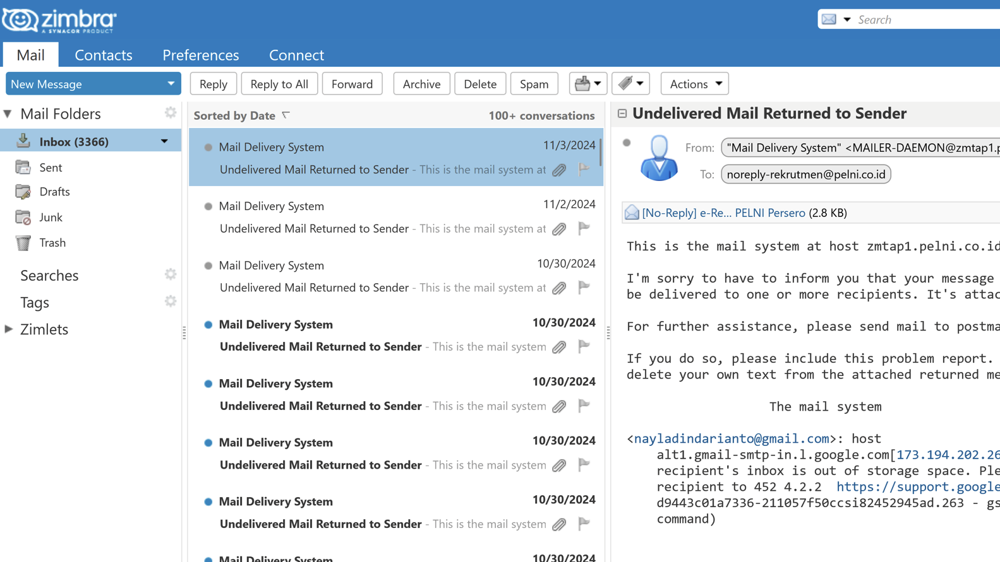 zimbra
A SYNACOR PRODUCT
Search
Mail Contacts Preferences Connect
New Message
Reply Reply to All Forward Archive Delete Spam Actions
Mail Folders
Inbox (3366)
Sent
Drafts
Junk
Trash
Searches
Tags
Zimlets
Sorted by Date 100+ conversations
Mail Delivery System 11/3/2024
Undelivered Mail Returned to Sender - This is the mail system at
Mail Delivery System 11/2/2024
Undelivered Mail Returned to Sender - This is the mail system at
Mail Delivery System 10/30/2024
Undelivered Mail Returned to Sender - This is the mail system at
Mail Delivery System 10/30/2024
Undelivered Mail Returned to Sender - This is the mail system
Mail Delivery System 10/30/2024
Undelivered Mail Returned to Sender - This is the mail system
Mail Delivery System 10/30/2024
Undelivered Mail Returned to Sender - This is the mail system
Mail Delivery System 10/30/2024
Undelivered Mail Returned to Sender - This is the mail system
Mail Delivery System 10/30/2024
Undelivered Mail Returned to Sender
From: "Mail Delivery System" <MAILER-DAEMON@zmtap1.p
To: noreply-rekrutmen@pelni.co.id
[No-Reply] e-Re... PELNI Persero (2.8 KB)
This is the mail system at host zmtap1.pelni.co.id
I'm sorry to have to inform you that your message
be delivered to one or more recipients. It's attac
For further assistance, please send mail to postma
If you do so, please include this problem report.
delete your own text from the attached returned me
The mail system
<nayladindarianto@gmail.com>: host
alt1.gmail-smtp-in.l.google.com[173.194.202.26
recipient's inbox is out of storage space. Ple
recipient to 452 4.2.2 https://support.google
d9443c01a7336-211057f50ccsi82452945ad.263 - gs
command)